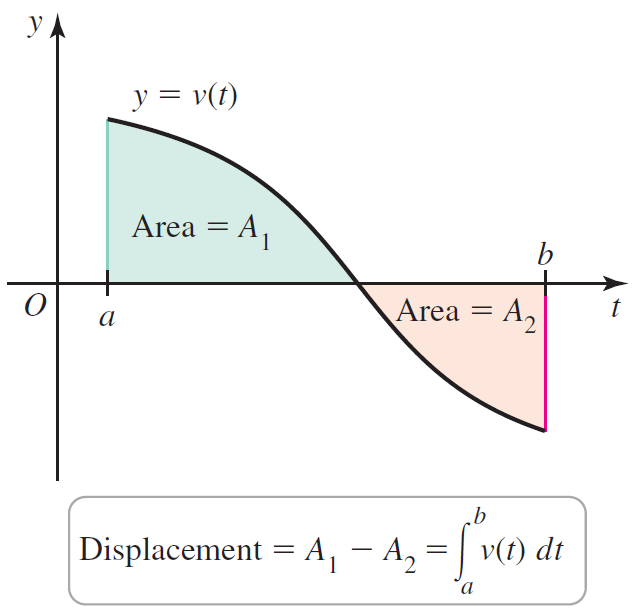 y
y = v(t)
Area = A₁
b
O
a
Area = A₂
t
Displacement = A₁ − A₂ = ∫ₐᵇ v(t) dt